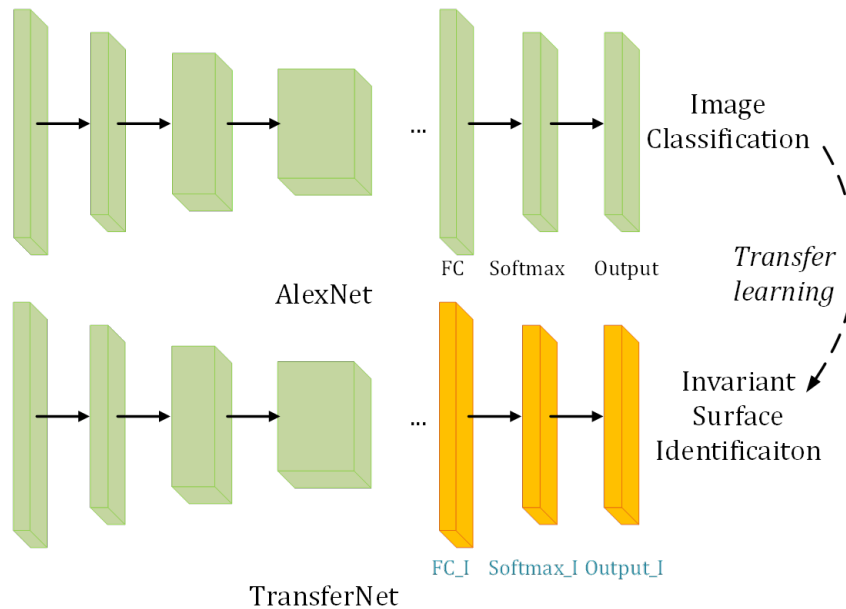 ...
Image
Classification
FC Softmax Output
AlexNet
Transfer
learning
...
Invariant
Surface
Identificaiton
FC_I Softmax_I Output_I
TransferNet